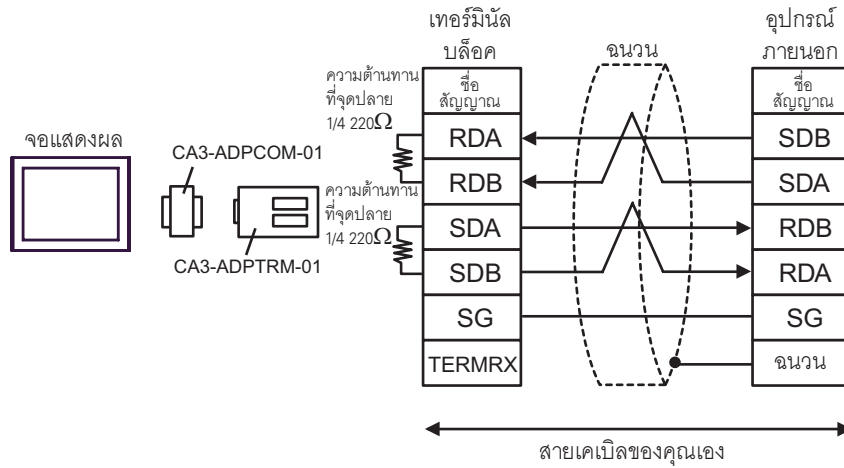 เทอร์มินัล
บล็อค
ฉนวน
อุปกรณ์
ภายนอก
ความต้านทาน
ที่จุดปลาย
1/4 220Ω
ชื่อ
สัญญาณ
ชื่อ
สัญญาณ
จอแสดงผล
CA3-ADPCOM-01
RDA
SDB
RDB
SDA
ความต้านทาน
ที่จุดปลาย
1/4 220Ω
SDA
RDB
CA3-ADPTRM-01
SDB
RDA
SG
SG
TERMRX
ฉนวน
สายเคเบิลของคุณเอง